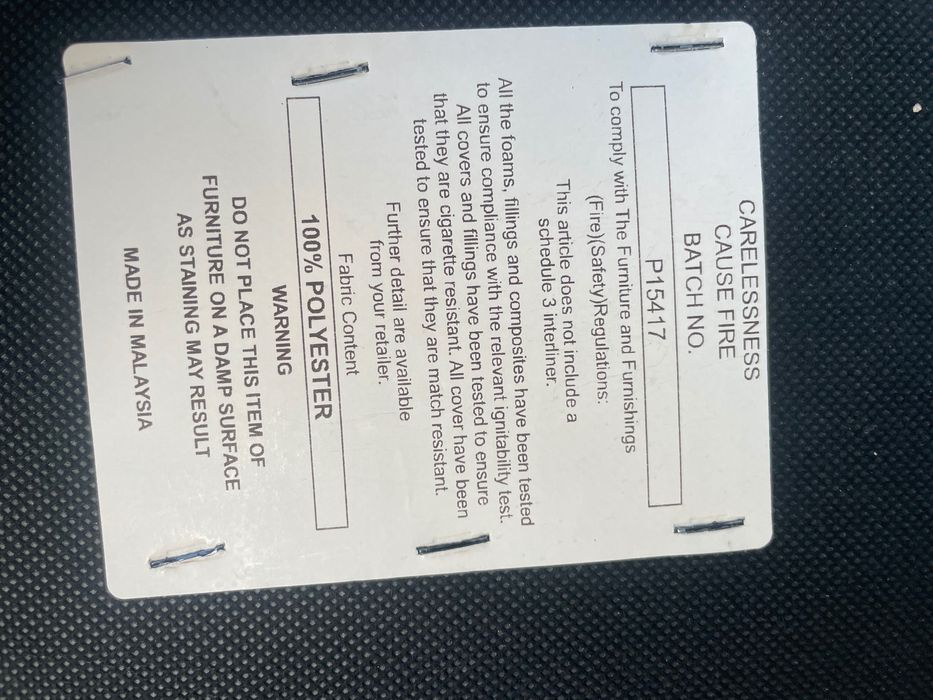 CARELESSNESS
CAUSE FIRE
BATCH NO.
P15417
To comply with The Furniture and Furnishings
(Fire)(Safety)Regulations:
This article does not include a
schedule 3 interliner.
All the foams, fillings and composites have been tested
to ensure compliance with the relevant ignitability test.
All covers and fillings have been tested to ensure
that they are cigarette resistant. All cover have been
tested to ensure that they are match resistant.
Further detail are available
from your retailer.
Fabric Content
100% POLYESTER
WARNING
DO NOT PLACE THIS ITEM OF
FURNITURE ON A DAMP SURFACE
AS STAINING MAY RESULT
MADE IN MALAYSIA